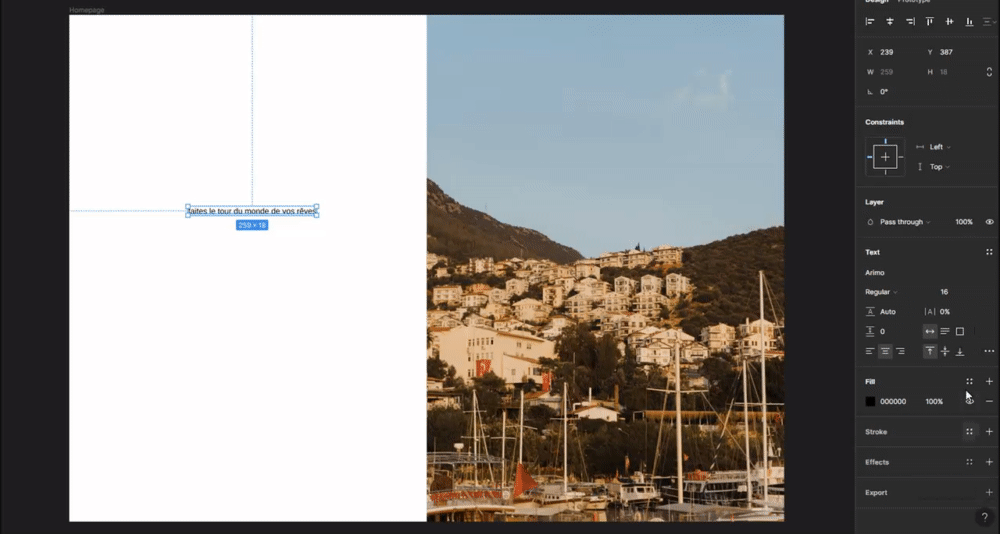 Homepage
faites le tour du monde de vos rêves
259 × 18
Design Prototype
X 239 Y 387
W 259 H 18
0°
Constraints
Left
Top
Layer
Pass through 100%
Text
Arimo
Regular 16
A Auto |A| 0%
0
Fill
000000 100%
Stroke
Effects
Export
?